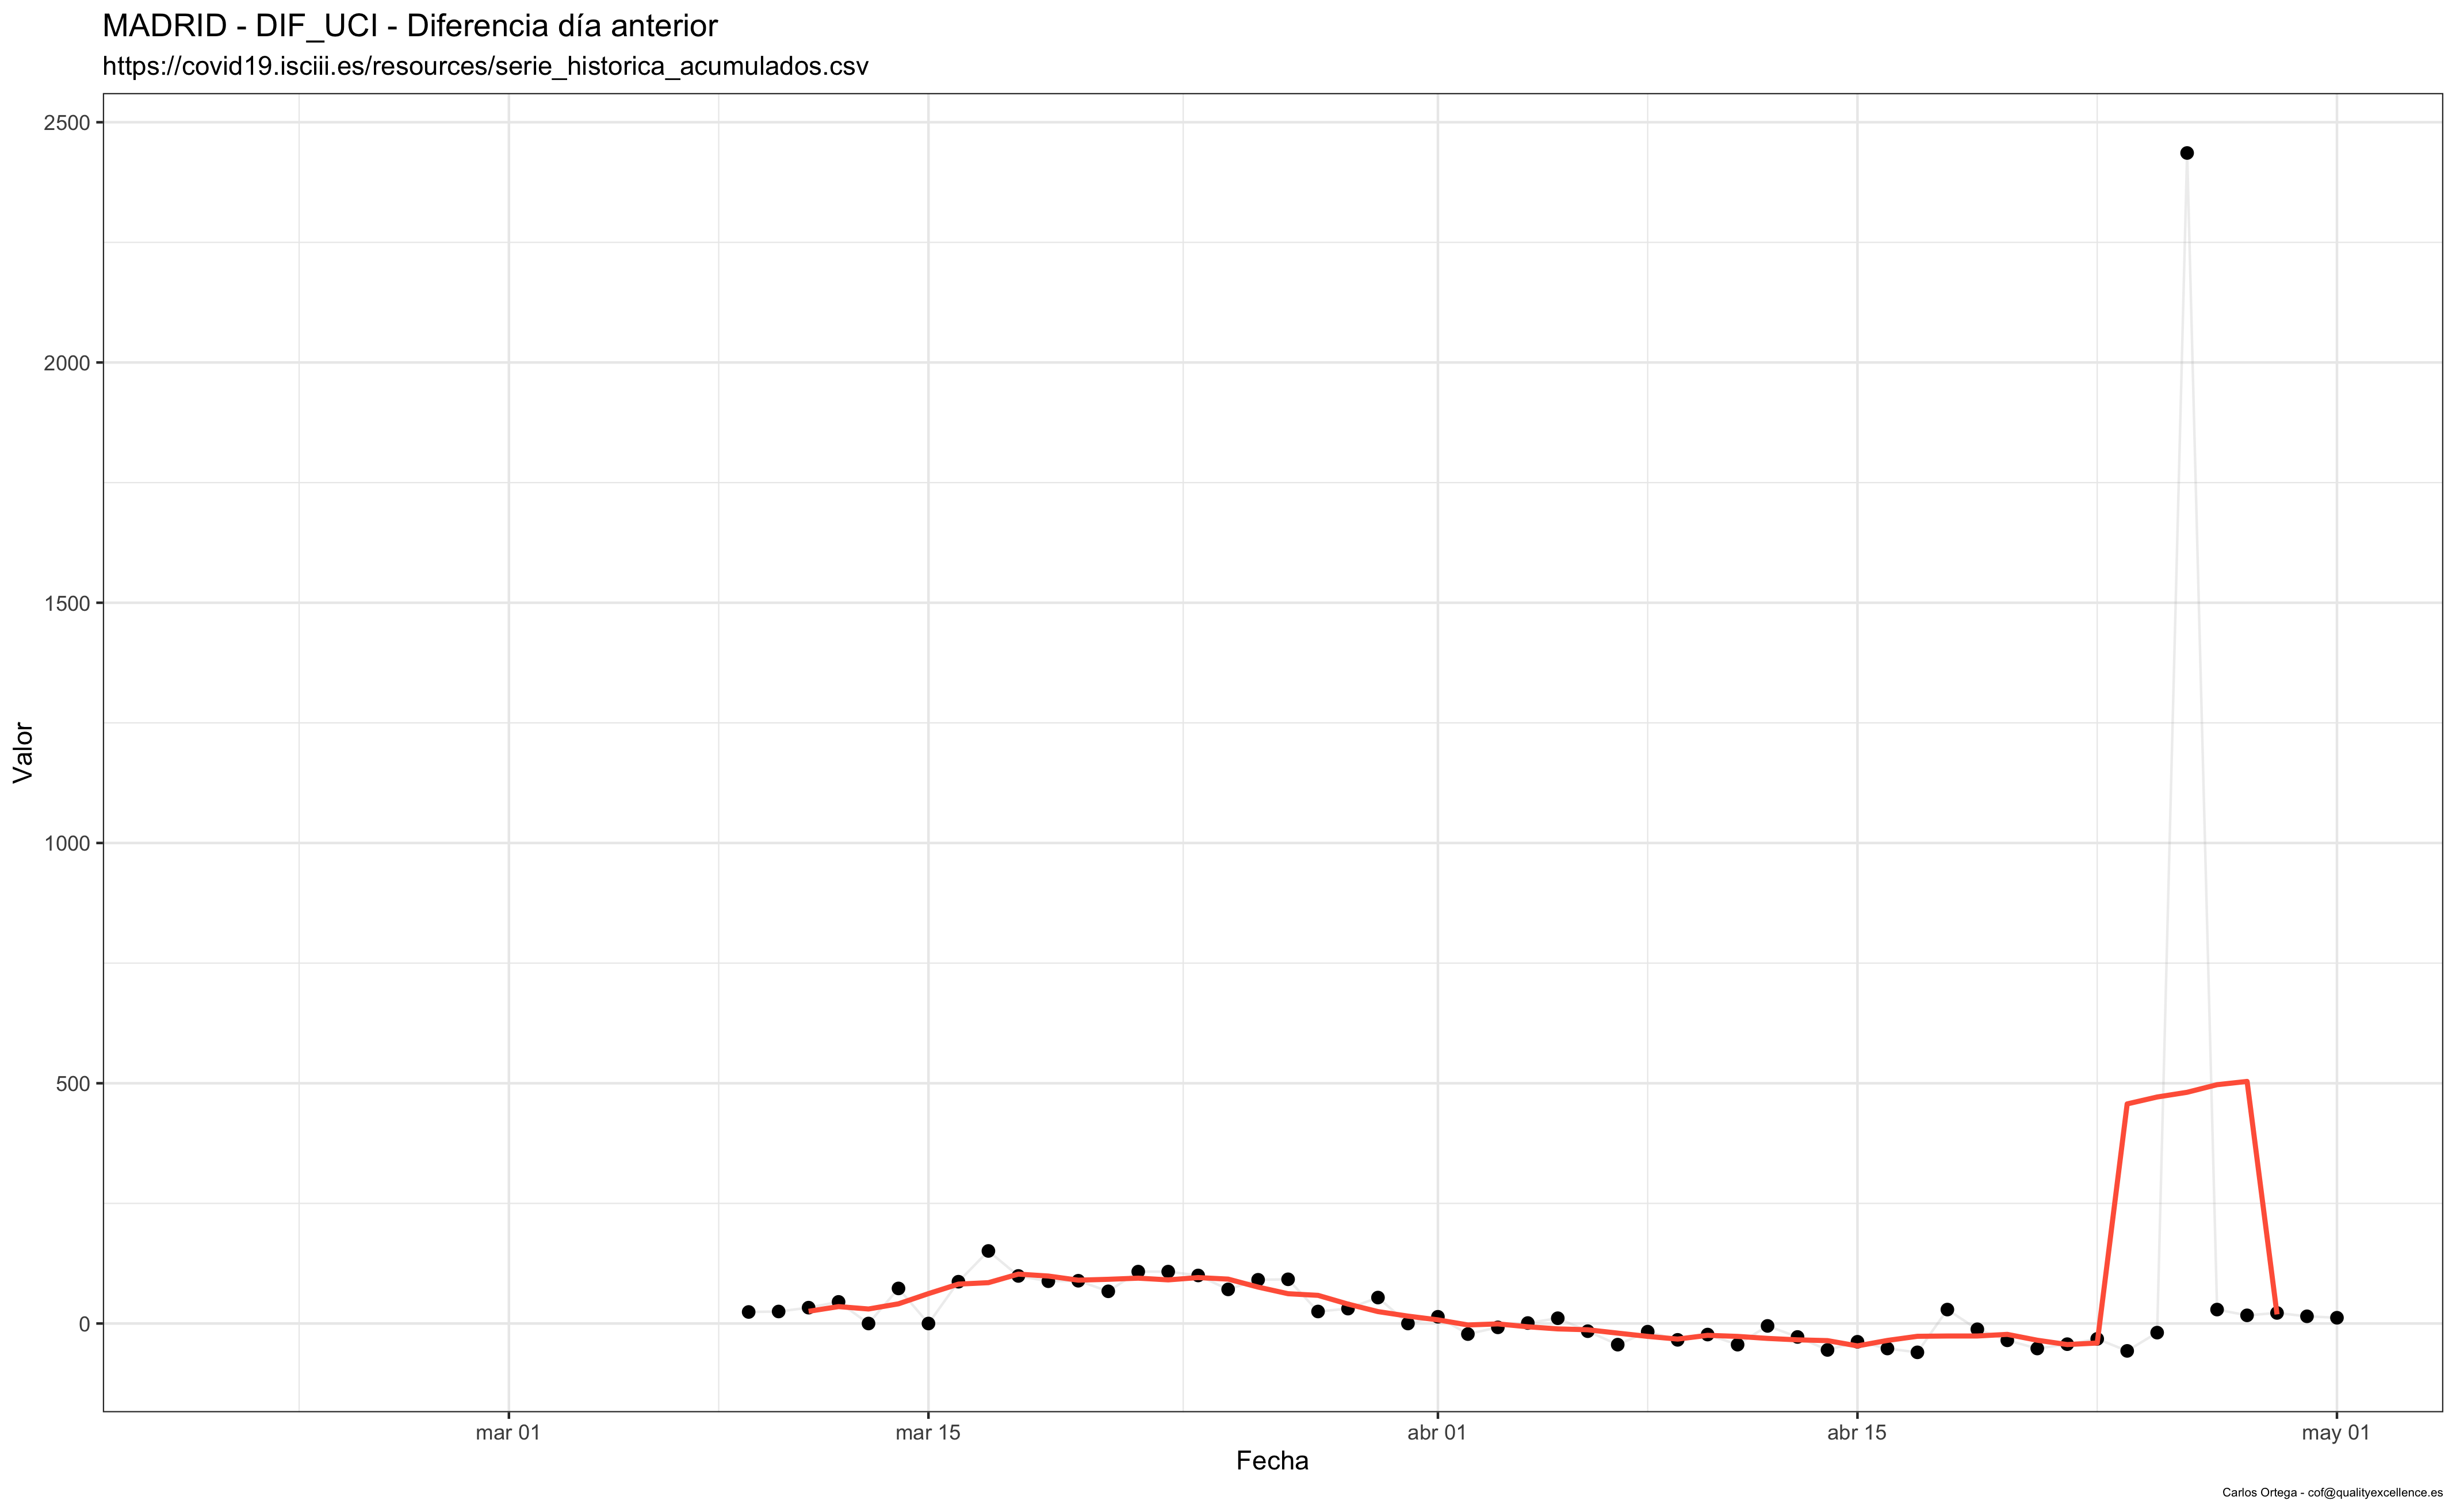 MADRID - DIF_UCI - Diferencia día anterior
https://covid19.isciii.es/resources/serie_historica_acumulados.csv
2500
2000
1500
1000
500
0
Valor
mar 01
mar 15
abr 01
abr 15
may 01
Fecha
Carlos Ortega - cof@qualityexcellence.es